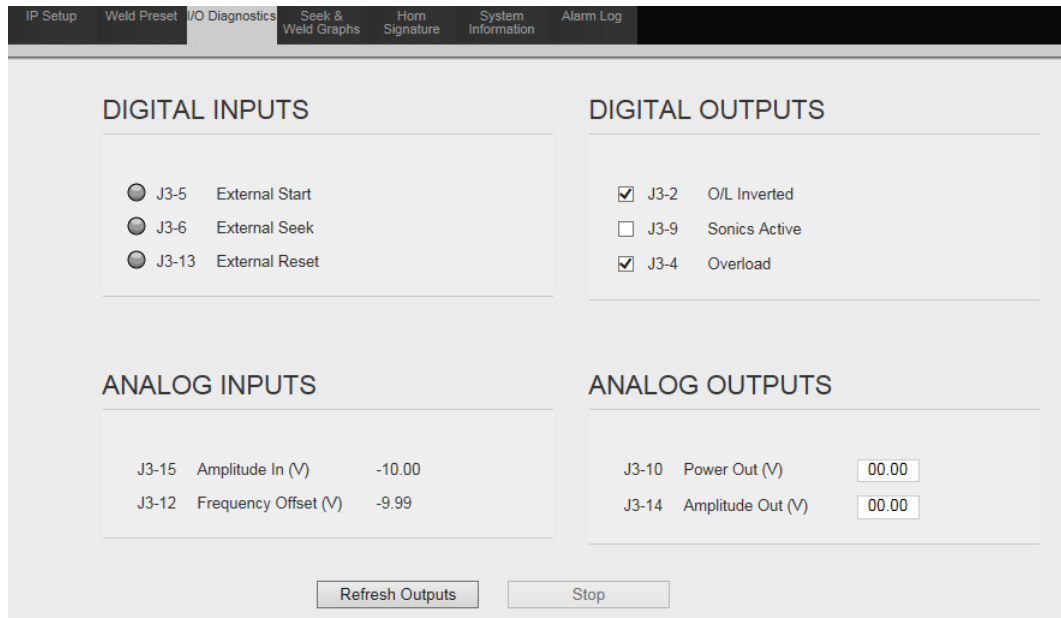 IP Setup
Weld Preset
I/O Diagnostics
Seek &
Weld Graphs
Horn
Signature
System
Information
Alarm Log
DIGITAL INPUTS
J3-5 External Start
J3-6 External Seek
J3-13 External Reset
DIGITAL OUTPUTS
J3-2 O/L Inverted
J3-9 Sonics Active
J3-4 Overload
ANALOG INPUTS
J3-15 Amplitude In (V) -10.00
J3-12 Frequency Offset (V) -9.99
ANALOG OUTPUTS
J3-10 Power Out (V) 00.00
J3-14 Amplitude Out (V) 00.00
Refresh Outputs
Stop